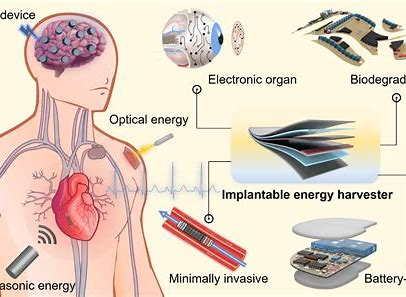 device
Electronic organ
Biodegrad
Optical energy
Implantable energy harvester
asonic energy
Minimally invasive
Battery-